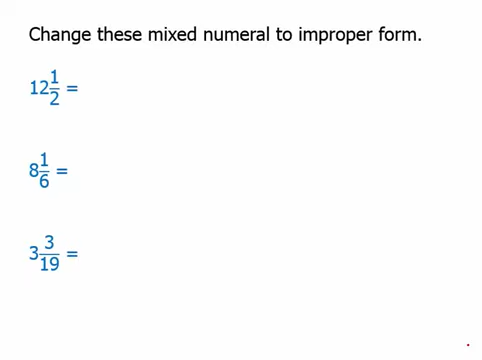 Change these mixed numeral to improper form.
12 1/2 =
8 1/6 =
3 3/19 =